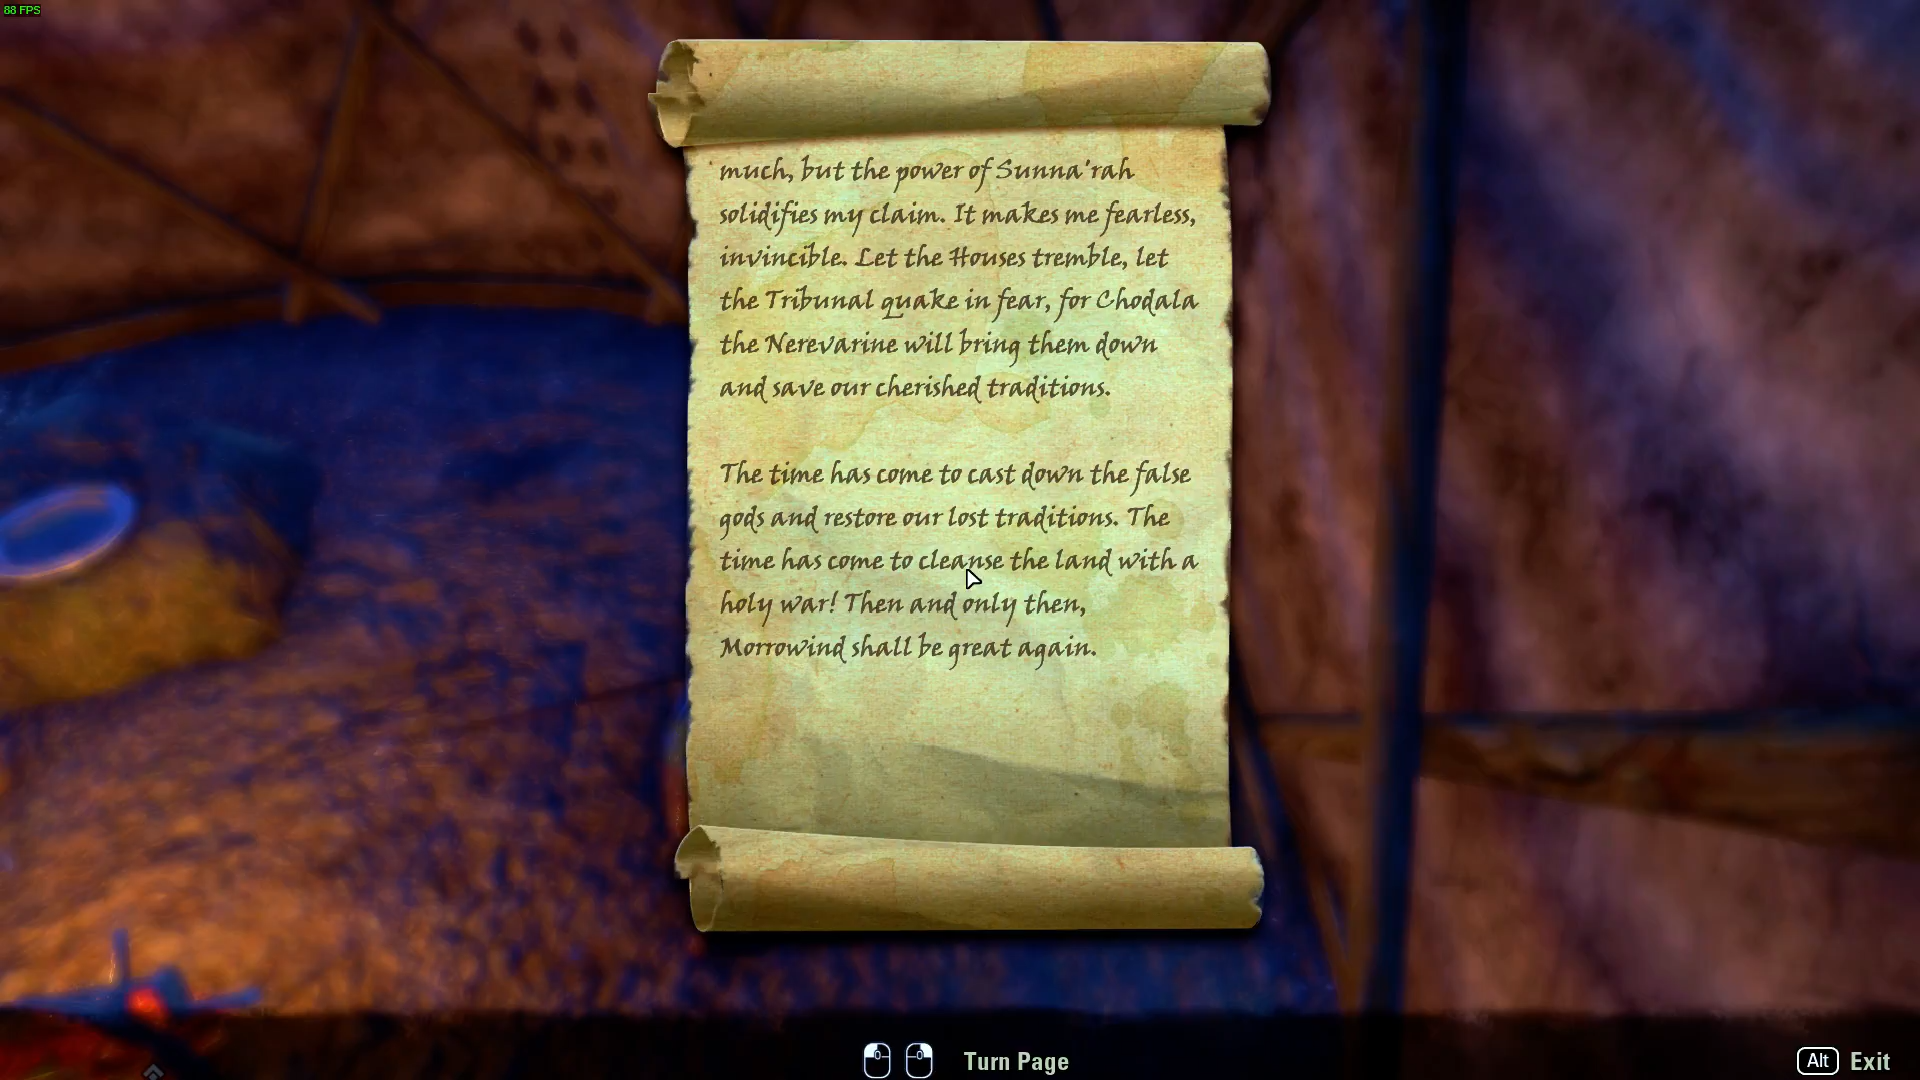 88 FPS
much, but the power of Sunna'rah
solidifies my claim. It makes me fearless,
invincible. Let the Houses tremble, let
the Tribunal quake in fear, for Chodala
the Nerevarine will bring them down
and save our cherished traditions.
The time has come to cast down the false
gods and restore our lost traditions. The
time has come to cleanse the land with a
holy war! Then and only then,
Morrowind shall be great again.
Turn Page
Alt Exit